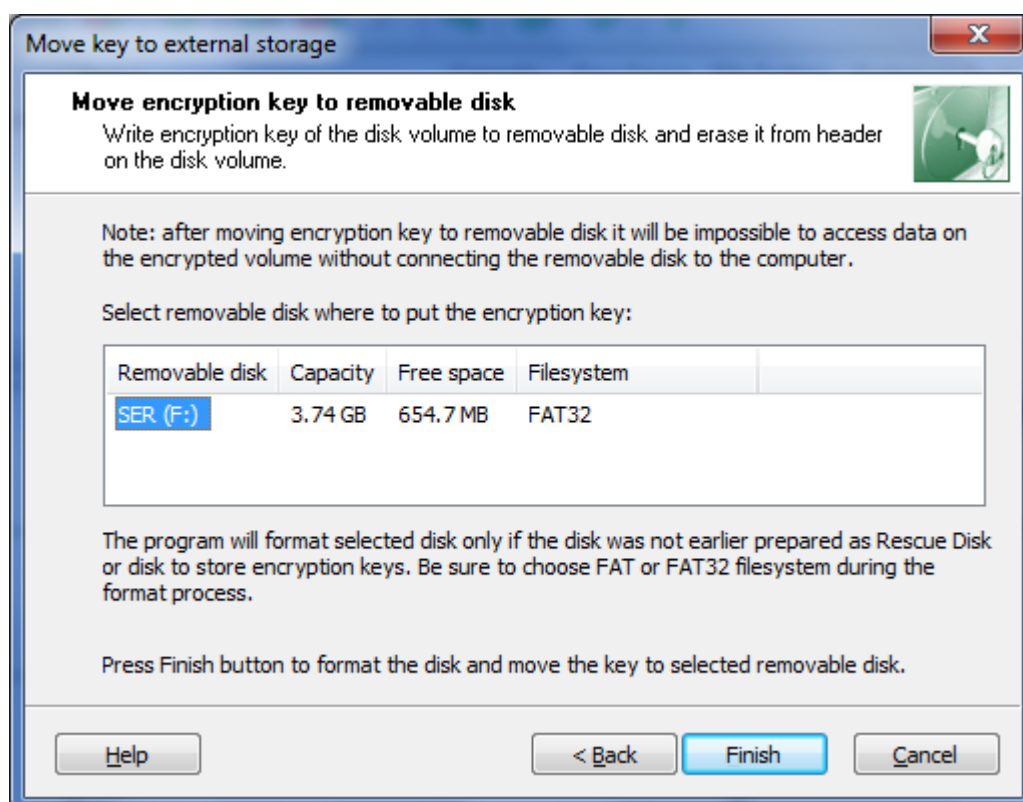 Move key to external storage
Move encryption key to removable disk
Write encryption key of the disk volume to removable disk and erase it from header
on the disk volume.
Note: after moving encryption key to removable disk it will be impossible to access data on
the encrypted volume without connecting the removable disk to the computer.
Select removable disk where to put the encryption key:
Removable disk Capacity Free space Filesystem
SER (F:) 3.74 GB 654.7 MB FAT32
The program will format selected disk only if the disk was not earlier prepared as Rescue Disk
or disk to store encryption keys. Be sure to choose FAT or FAT32 filesystem during the
format process.
Press Finish button to format the disk and move the key to selected removable disk.
Help < Back Finish Cancel